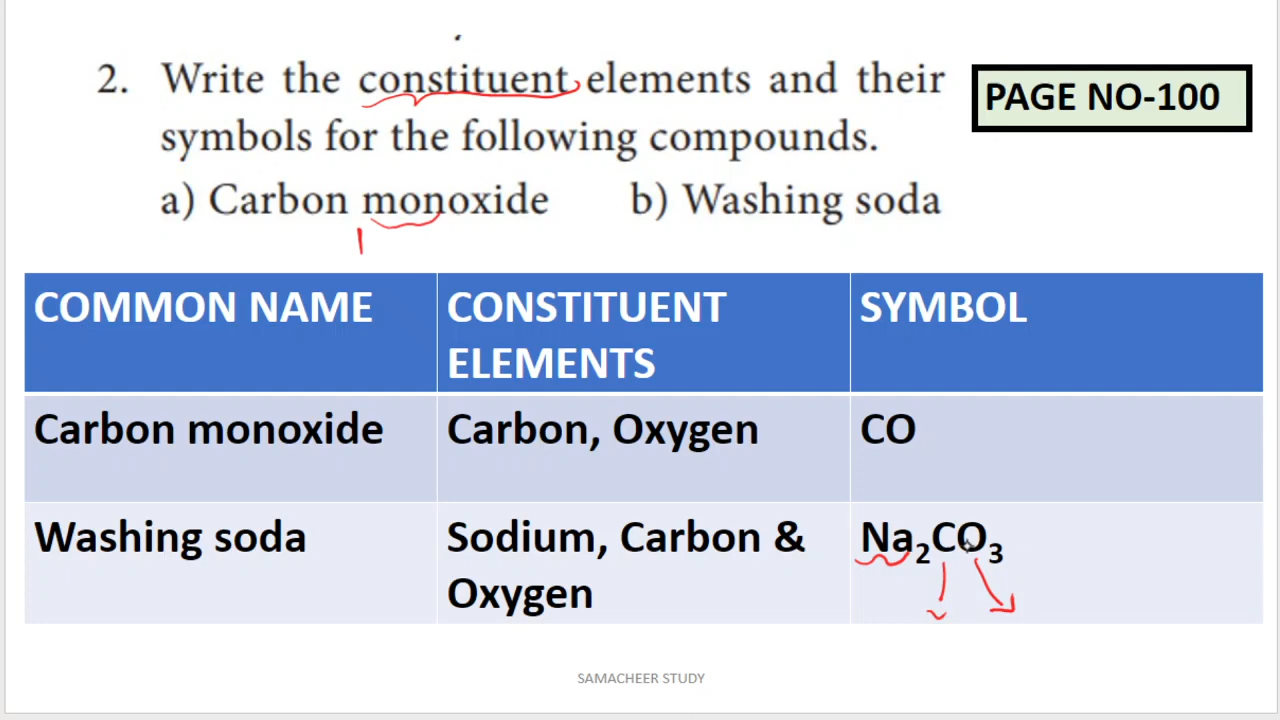 2. Write the constituent elements and their
symbols for the following compounds.
a) Carbon monoxide b) Washing soda
PAGE NO-100
COMMON NAME
CONSTITUENT
ELEMENTS
SYMBOL
Carbon monoxide
Carbon, Oxygen
CO
Washing soda
Sodium, Carbon &
Oxygen
Na₂CO₃
SAMACHEER STUDY